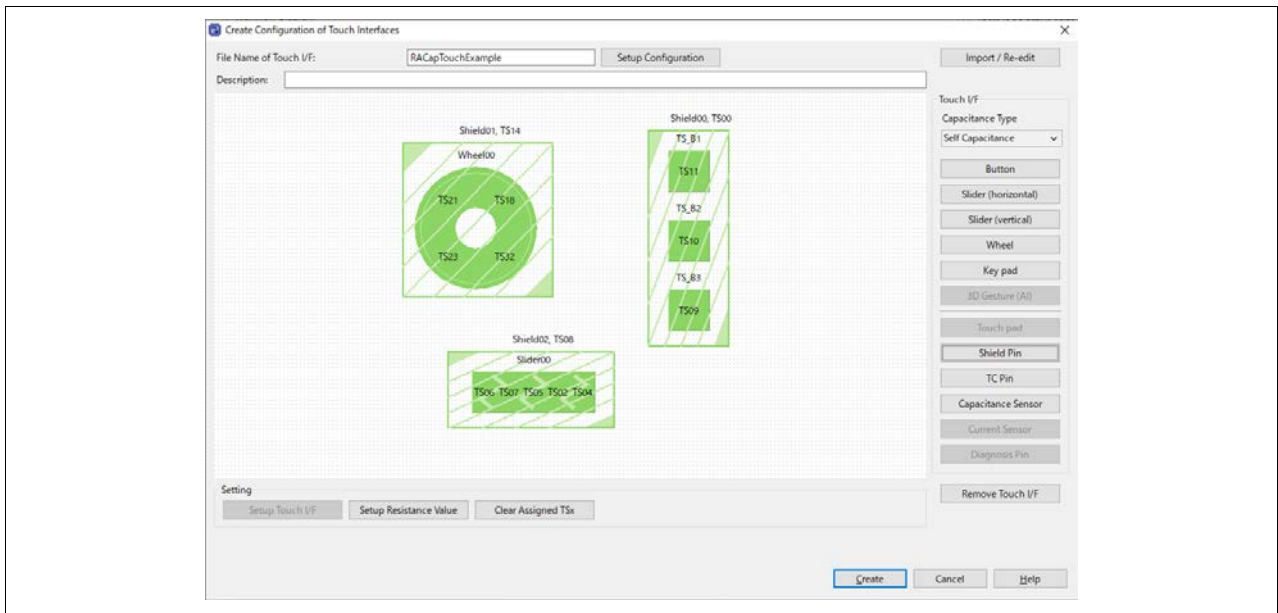 Create Configuration of Touch Interfaces
File Name of Touch I/F: RACapTouchExample Setup Configuration Import / Re-edit
Description:
Touch I/F
Capacitance Type
Self Capacitance
Button
Slider (horizontal)
Slider (vertical)
Wheel
Key pad
3D Gesture (AI)
Touch pad
Shield Pin
TC Pin
Capacitance Sensor
Current Sensor
Diagnosis Pin
Remove Touch I/F
Shield01, TS14
Wheel00
TS21 TS18
TS23 TS32
Shield00, TS00
TS_B1
TS11
TS_B2
TS10
TS_B3
TS09
Shield02, TS08
Slider00
TS06 TS07 TS05 TS02 TS04
Setting
Setup Touch I/F Setup Resistance Value Clear Assigned TSx
Create Cancel Help